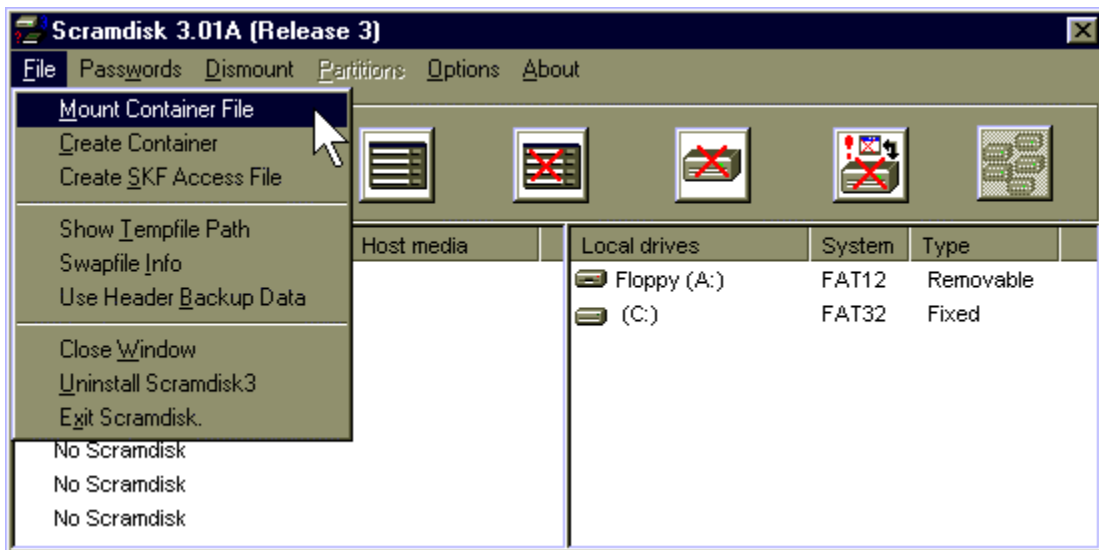 Scramdisk 3.01A (Release 3)
File Passwords Dismount Partitions Options About
Mount Container File
Create Container
Create SKF Access File
Show Tempfile Path
Swapfile Info
Use Header Backup Data
Close Window
Uninstall Scramdisk3
Exit Scramdisk.
Host media
No Scramdisk
No Scramdisk
No Scramdisk
Local drives System Type
Floppy (A:) FAT12 Removable
(C:) FAT32 Fixed